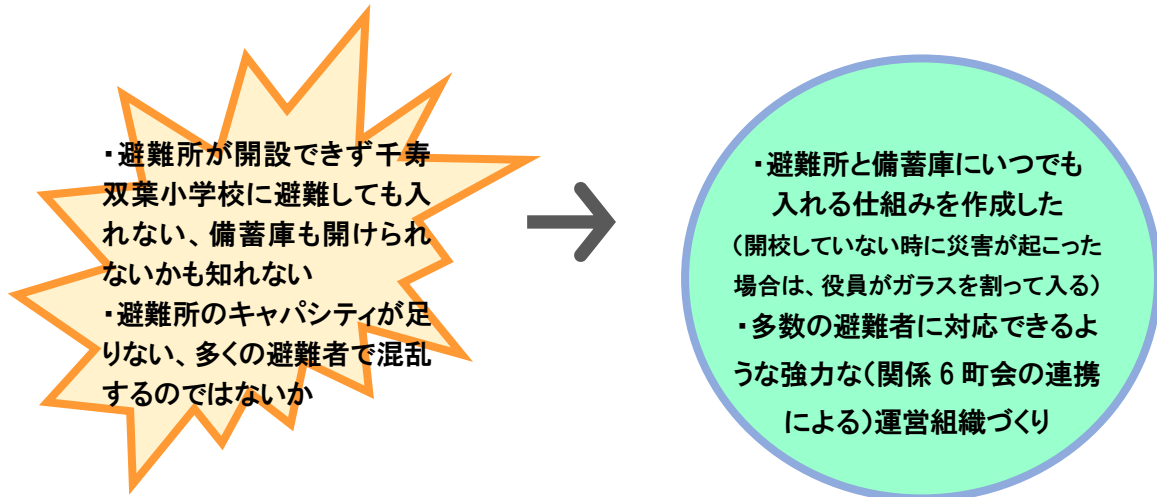 ・避難所が開設できず千寿
双葉小学校に避難しても入
れない、備蓄庫も開けられ
ないかも知れない
・避難所のキャパシティが足
りない、多くの避難者で混乱
するのではないか
・避難所と備蓄庫にいつでも
入れる仕組みを作成した
（開校していない時に災害が起こった
場合は、役員がガラスを割って入る）
・多数の避難者に対応できるよ
うな強力な（関係 6 町会の連携
による）運営組織づくり